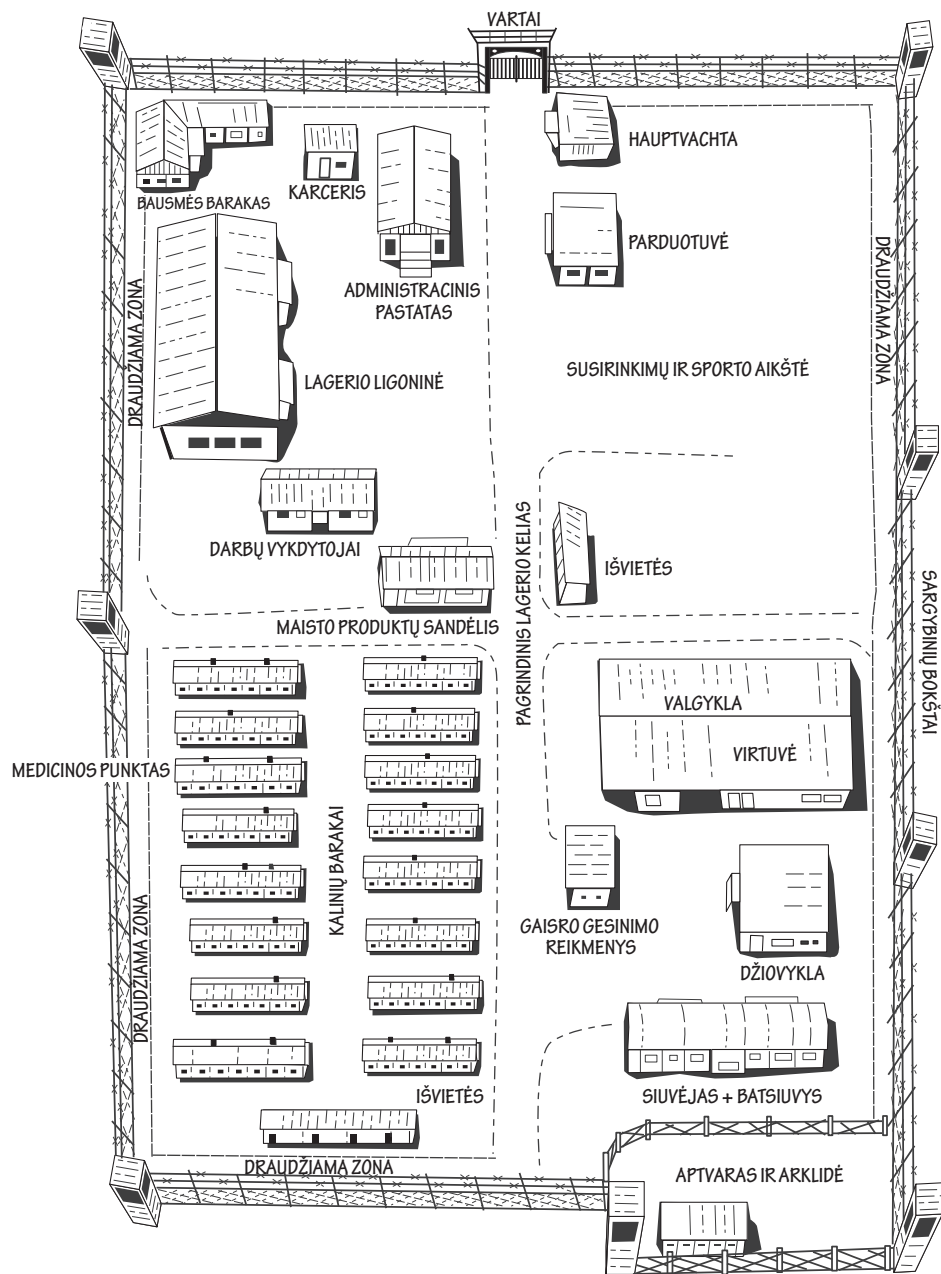 VARTAI
HAUPTVACHTA
KARCERIS
BAUSMĖS BARAKAS
PARDUOTUVĖ
ADMINISTRACINIS
PASTATAS
DRAUDŽIAMA ZONA
DRAUDŽIAMA ZONA
SUSIRINKIMŲ IR SPORTO AIKŠTĖ
LAGERIO LIGONINĖ
DARBŲ VYKDYTOJAI
PAGRINDINIS LAGERIO KELIAS
IŠVIETĖS
MAISTO PRODUKTŲ SANDĖLIS
SARGYBINIŲ BOKŠTAI
VALGYKLA
VIRTUVĖ
MEDICINOS PUNKTAS
KALINIŲ BARAKAI
DRAUDŽIAMA ZONA
GAISRO GESINIMO
REIKMENYS
DŽIOVYKLA
IŠVIETĖS
SIUVĖJAS + BATSIUVYS
DRAUDŽIAMA ZONA
APTVARAS IR ARKLIDĖ